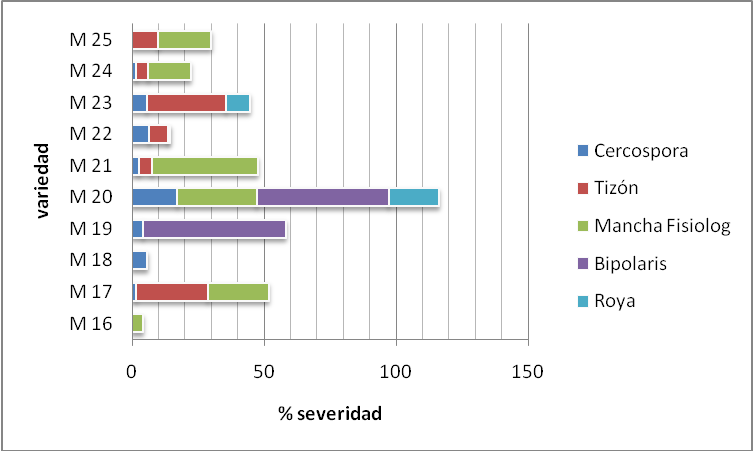 M 25
M 24
M 23
M 22
M 21
M 20
M 19
M 18
M 17
M 16
variedad
0 50 100 150
% severidad
Cercospora
Tizón
Mancha Fisiolog
Bipolaris
Roya